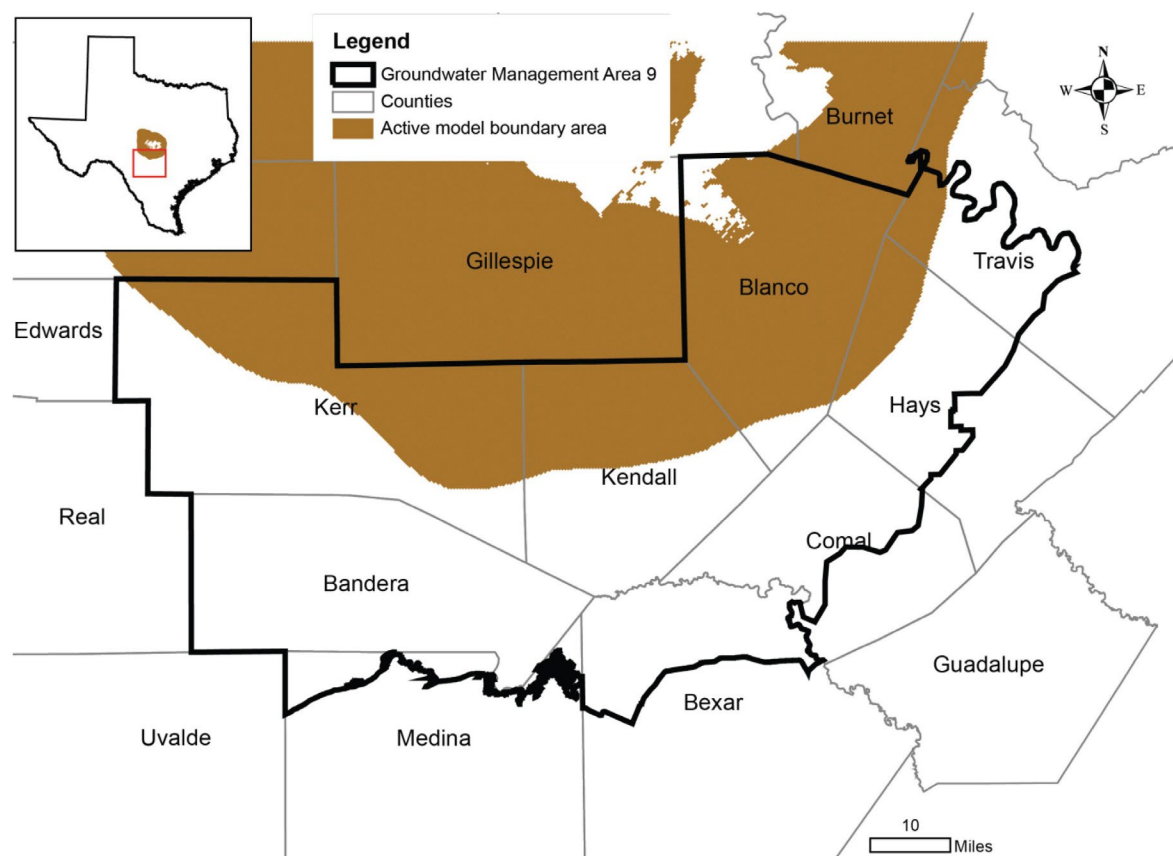 Legend
Groundwater Management Area 9
Counties
Active model boundary area
N
W E
S
Burnet
Travis
Gillespie
Blanco
Edwards
Kerr
Hays
Kendall
Real
Comal
Bandera
Guadalupe
Bexar
Uvalde
Medina
10
Miles